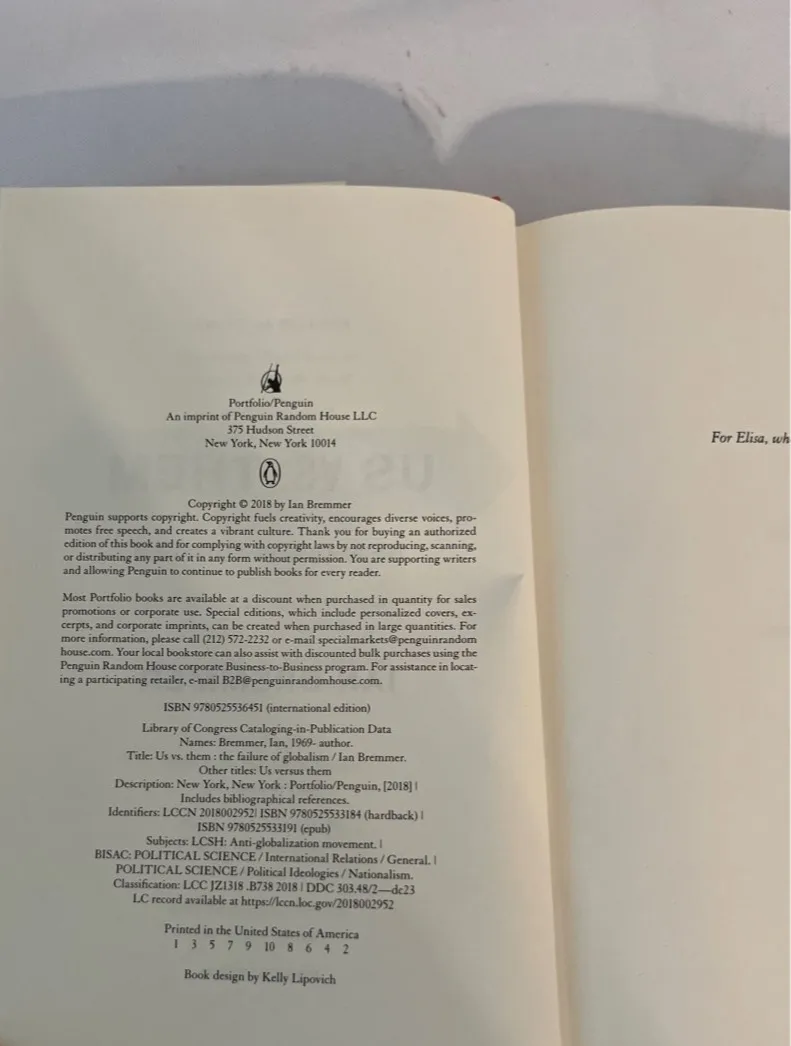 Portfolio/Penguin
An imprint of Penguin Random House LLC
375 Hudson Street
New York, New York 10014
Copyright © 2018 by Ian Bremmer
Penguin supports copyright. Copyright fuels creativity, encourages diverse voices, pro-
motes free speech, and creates a vibrant culture. Thank you for buying an authorized
edition of this book and for complying with copyright laws by not reproducing, scanning,
or distributing any part of it in any form without permission. You are supporting writers
and allowing Penguin to continue to publish books for every reader.
Most Portfolio books are available at a discount when purchased in quantity for sales
promotions or corporate use. Special editions, which include personalized covers, ex-
cerpts, and corporate imprints, can be created when purchased in large quantities. For
more information, please call (212) 572-2232 or e-mail specialmarkets@penguinrandom
house.com. Your local bookstore can also assist with discounted bulk purchases using the
Penguin Random House corporate Business-to-Business program. For assistance in locat-
ing a participating retailer, e-mail B2B@penguinrandomhouse.com.
ISBN 9780525536451 (international edition)
Library of Congress Cataloging-in-Publication Data
Names: Bremmer, Ian, 1969- author.
Title: Us vs. them : the failure of globalism / Ian Bremmer.
Other titles: Us versus them
Description: New York, New York : Portfolio/Penguin, [2018] |
Includes bibliographical references.
Identifiers: LCCN 2018002952| ISBN 9780525533184 (hardback) |
ISBN 9780525533191 (epub)
Subjects: LCSH: Anti-globalization movement. |
BISAC: POLITICAL SCIENCE / International Relations / General. |
POLITICAL SCIENCE / Political Ideologies / Nationalism.
Classification: LCC JZ1318 .B738 2018 | DDC 303.48/2—dc23
LC record available at https://lccn.loc.gov/2018002952
Printed in the United States of America
1 3 5 7 9 10 8 6 4 2
Book design by Kelly Lipovich
For Elisa, wh